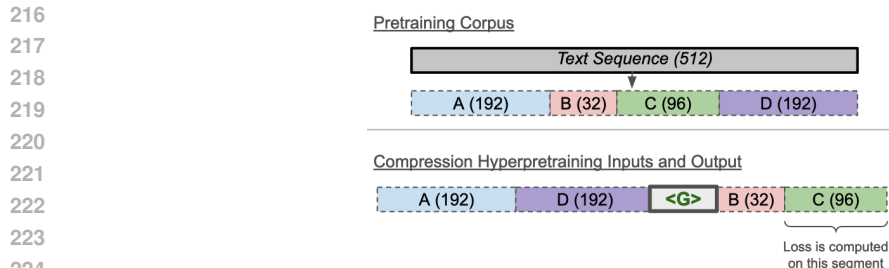 216
217
218
219
220
221
222
223
224
Pretraining Corpus
Text Sequence (512)
A (192) B (32) C (96) D (192)
Compression Hyperpretraining Inputs and Output
A (192) D (192) <G> B (32) C (96)
Loss is computed
on this segment